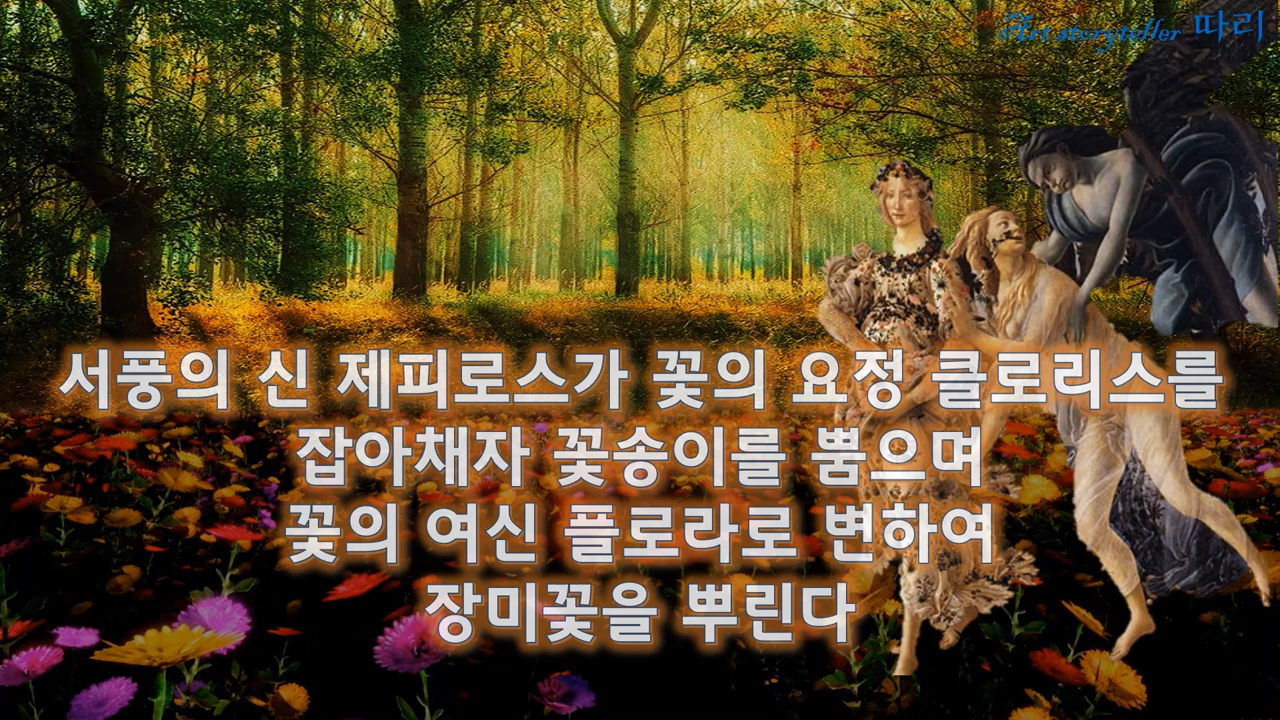 Art storyteller 따리
서풍의 신 제피로스가 꽃의 요정 클로리스를
잡아채자 꽃송이를 뿜으며
꽃의 여신 플로라로 변하여
장미꽃을 뿌린다